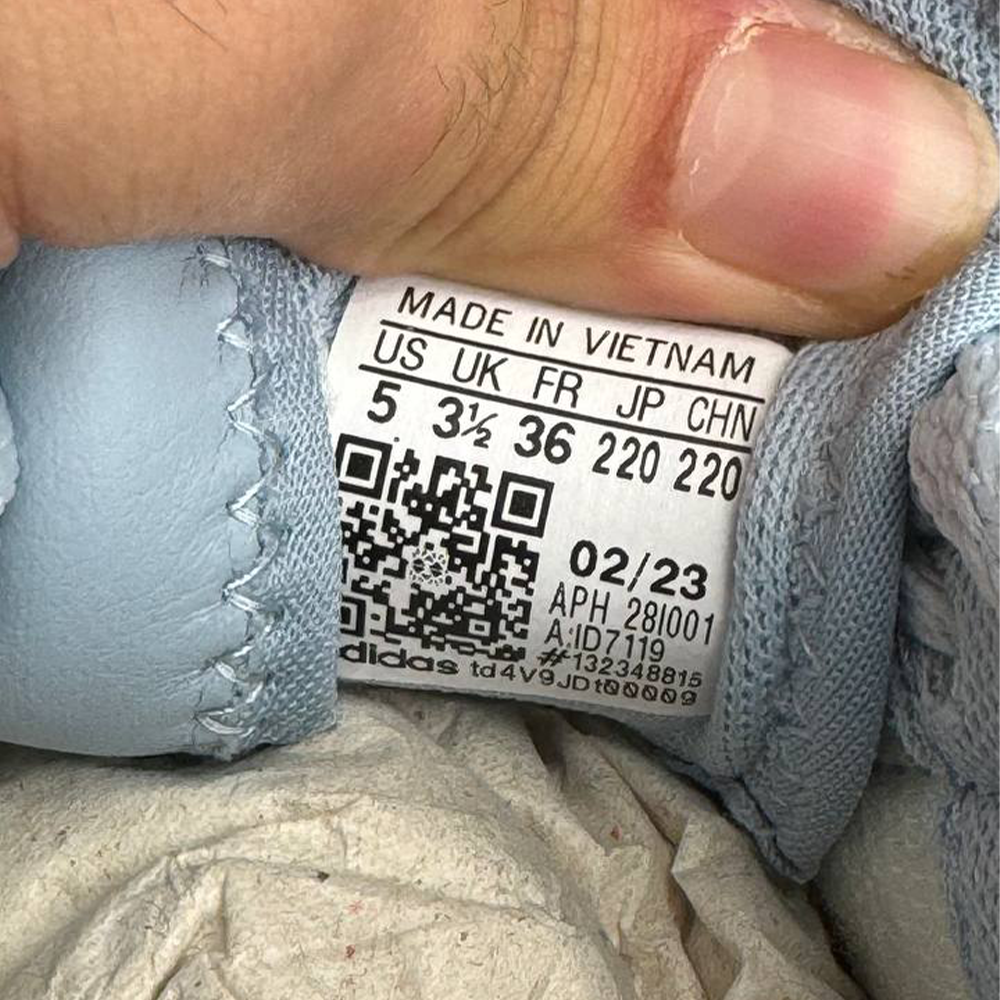 MADE IN VIETNAM
US UK FR JP CHN
5 3½ 36 220 220
02/23
APH 28I001
A:ID7119
#132348815
adidas td4V9JDt00009